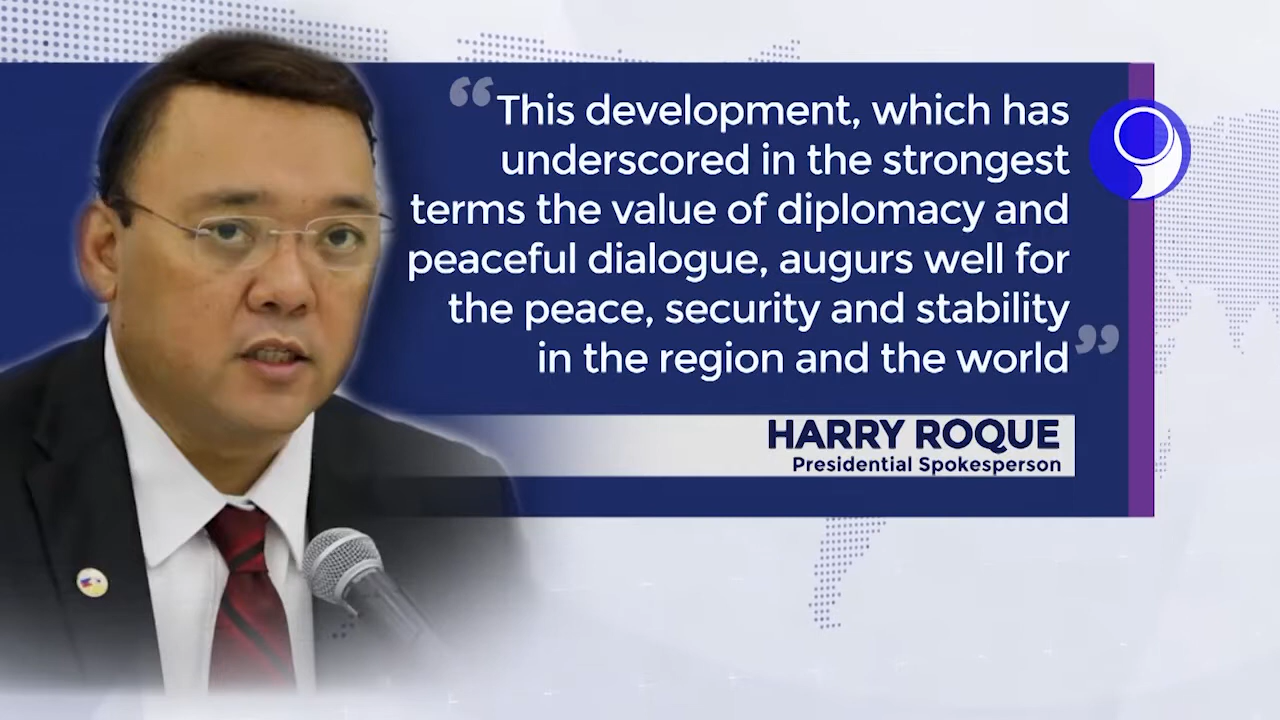 “This development, which has
underscored in the strongest
terms the value of diplomacy and
peaceful dialogue, augurs well for
the peace, security and stability
in the region and the world”
HARRY ROQUE
Presidential Spokesperson